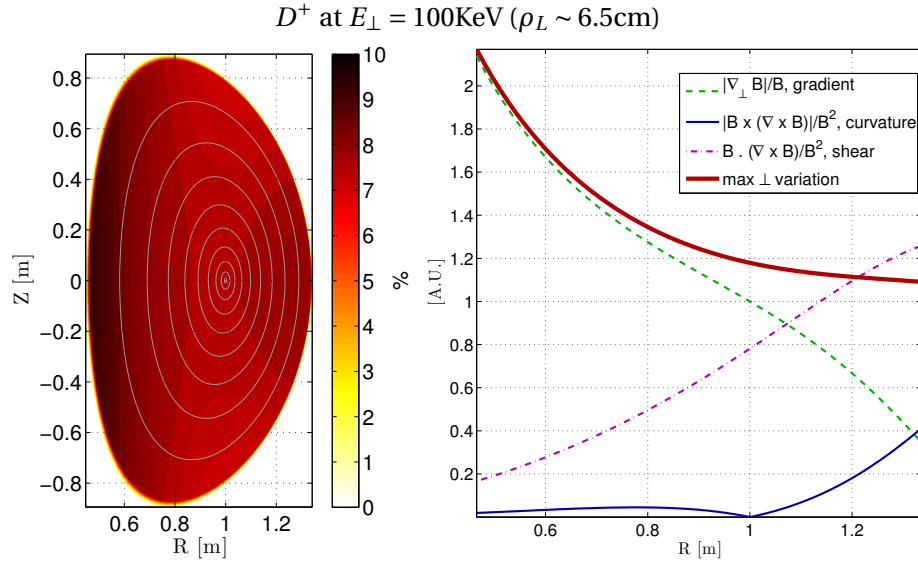 D⁺ at E⊥ = 100KeV (ρL ~ 6.5cm)
0.8
0.6
0.4
0.2
0
−0.2
−0.4
−0.6
−0.8
Z [m]
0.6 0.8 1 1.2
R [m]
10
9
8
7
6
5
4
3
2
1
0
%
2
1.8
1.6
1.4
1.2
1
0.8
0.6
0.4
0.2
[A.U.]
0.6 0.8 1 1.2
R [m]
|∇⊥ B|/B, gradient
|B x (∇ x B)|/B², curvature
B . (∇ x B)/B², shear
max ⊥ variation